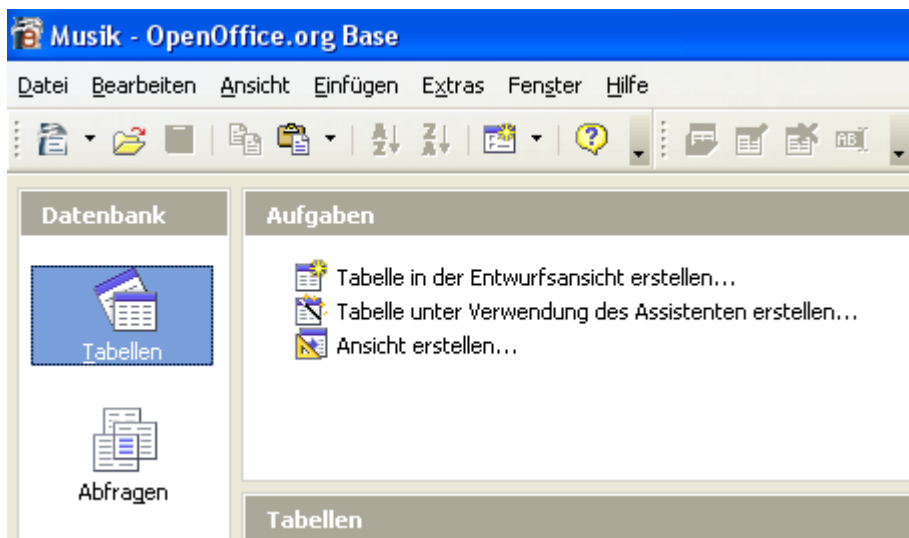 Musik - OpenOffice.org Base
Datei Bearbeiten Ansicht Einfügen Extras Fenster Hilfe
Datenbank
Aufgaben
Tabellen
Tabelle in der Entwurfsansicht erstellen...
Tabelle unter Verwendung des Assistenten erstellen...
Ansicht erstellen...
Abfragen
Tabellen